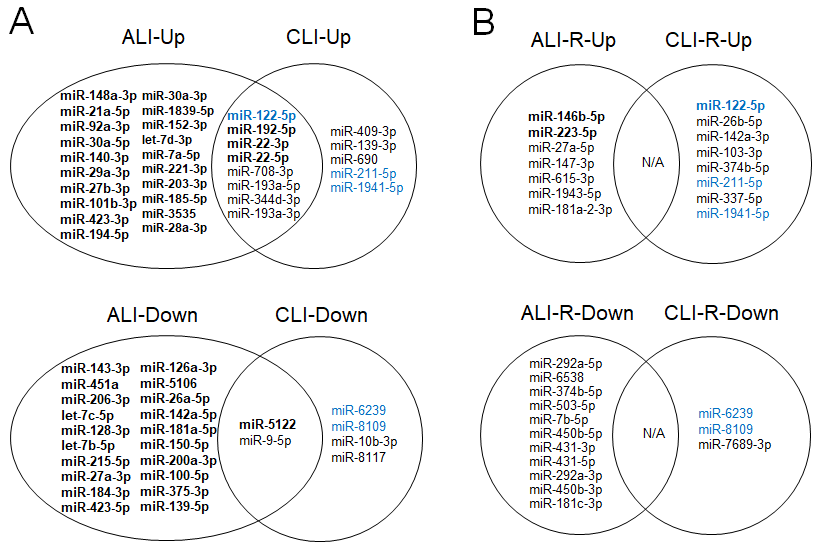 A
ALI-Up
CLI-Up
miR-148a-3p
miR-21a-5p
miR-92a-3p
miR-30a-5p
miR-140-3p
miR-29a-3p
miR-27b-3p
miR-101b-3p
miR-423-3p
miR-194-5p
miR-30a-3p
miR-1839-5p
miR-152-3p
let-7d-3p
miR-7a-5p
miR-221-3p
miR-203-3p
miR-185-5p
miR-3535
miR-28a-3p
miR-122-5p
miR-192-5p
miR-22-3p
miR-22-5p
miR-708-3p
miR-193a-5p
miR-344d-3p
miR-193a-3p
miR-409-3p
miR-139-3p
miR-690
miR-211-5p
miR-1941-5p
ALI-Down
CLI-Down
miR-143-3p
miR-451a
miR-206-3p
let-7c-5p
miR-128-3p
let-7b-5p
miR-215-5p
miR-27a-3p
miR-184-3p
miR-423-5p
miR-126a-3p
miR-5106
miR-26a-5p
miR-142a-5p
miR-181a-5p
miR-150-5p
miR-200a-3p
miR-100-5p
miR-375-3p
miR-139-5p
miR-5122
miR-9-5p
miR-6239
miR-8109
miR-10b-3p
miR-8117
B
ALI-R-Up
CLI-R-Up
miR-146b-5p
miR-223-5p
miR-27a-5p
miR-147-3p
miR-615-3p
miR-1943-5p
miR-181a-2-3p
N/A
miR-122-5p
miR-26b-5p
miR-142a-3p
miR-103-3p
miR-374b-5p
miR-211-5p
miR-337-5p
miR-1941-5p
ALI-R-Down
CLI-R-Down
miR-292a-5p
miR-6538
miR-374b-5p
miR-503-5p
miR-7b-5p
miR-450b-5p
miR-431-3p
miR-431-5p
miR-292a-3p
miR-450b-3p
miR-181c-3p
N/A
miR-6239
miR-8109
miR-7689-3p